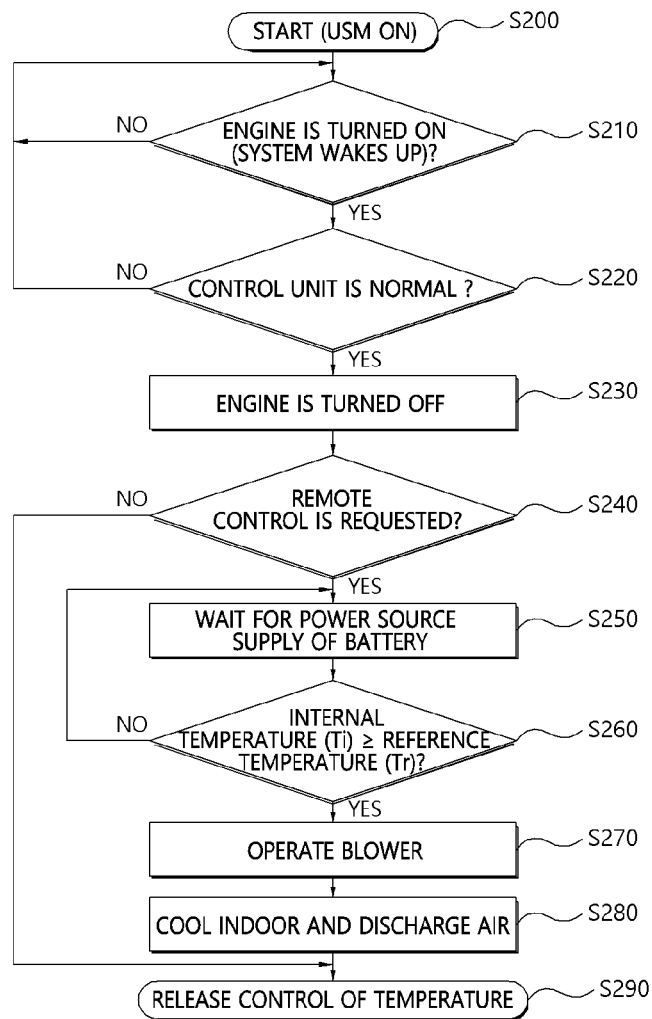 START (USM ON)
S200
NO
ENGINE IS TURNED ON
(SYSTEM WAKES UP)?
S210
YES
NO
CONTROL UNIT IS NORMAL ?
S220
YES
ENGINE IS TURNED OFF
S230
NO
REMOTE
CONTROL IS REQUESTED?
S240
YES
WAIT FOR POWER SOURCE
SUPPLY OF BATTERY
S250
NO
INTERNAL
TEMPERATURE (Ti) ≥ REFERENCE
TEMPERATURE (Tr)?
S260
YES
OPERATE BLOWER
S270
COOL INDOOR AND DISCHARGE AIR
S280
RELEASE CONTROL OF TEMPERATURE
S290